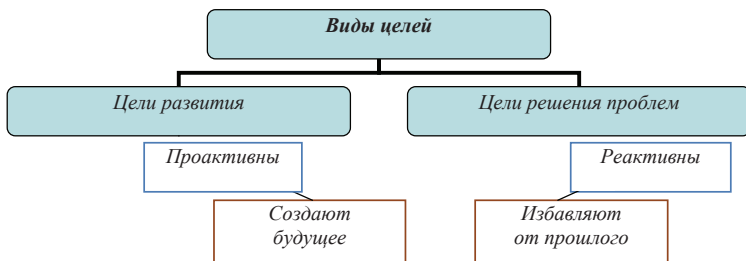 Виды целей
Цели развития
Цели решения проблем
Проактивны
Реактивны
Создают
будущее
Избавляют
от прошлого